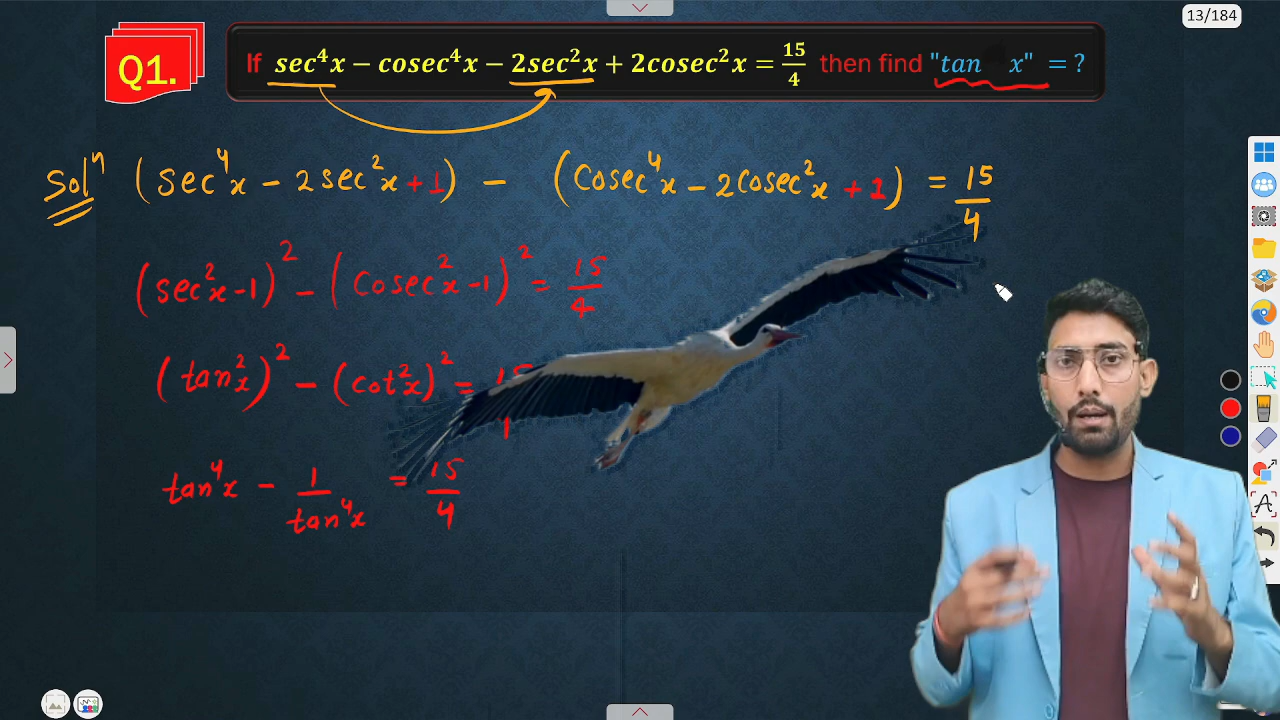 13/184
Q1.
If sec⁴x − cosec⁴x − 2sec²x + 2cosec²x = 15/4 then find "tan x" = ?
Solⁿ (sec⁴x − 2sec²x + 1) − (Cosec⁴x − 2Cosec²x + 1) = 15/4
(sec²x − 1)² − (Cosec²x − 1)² = 15/4
(tan²x)² − (cot²x)² = 15
tan⁴x − 1/tan⁴x = 15/4